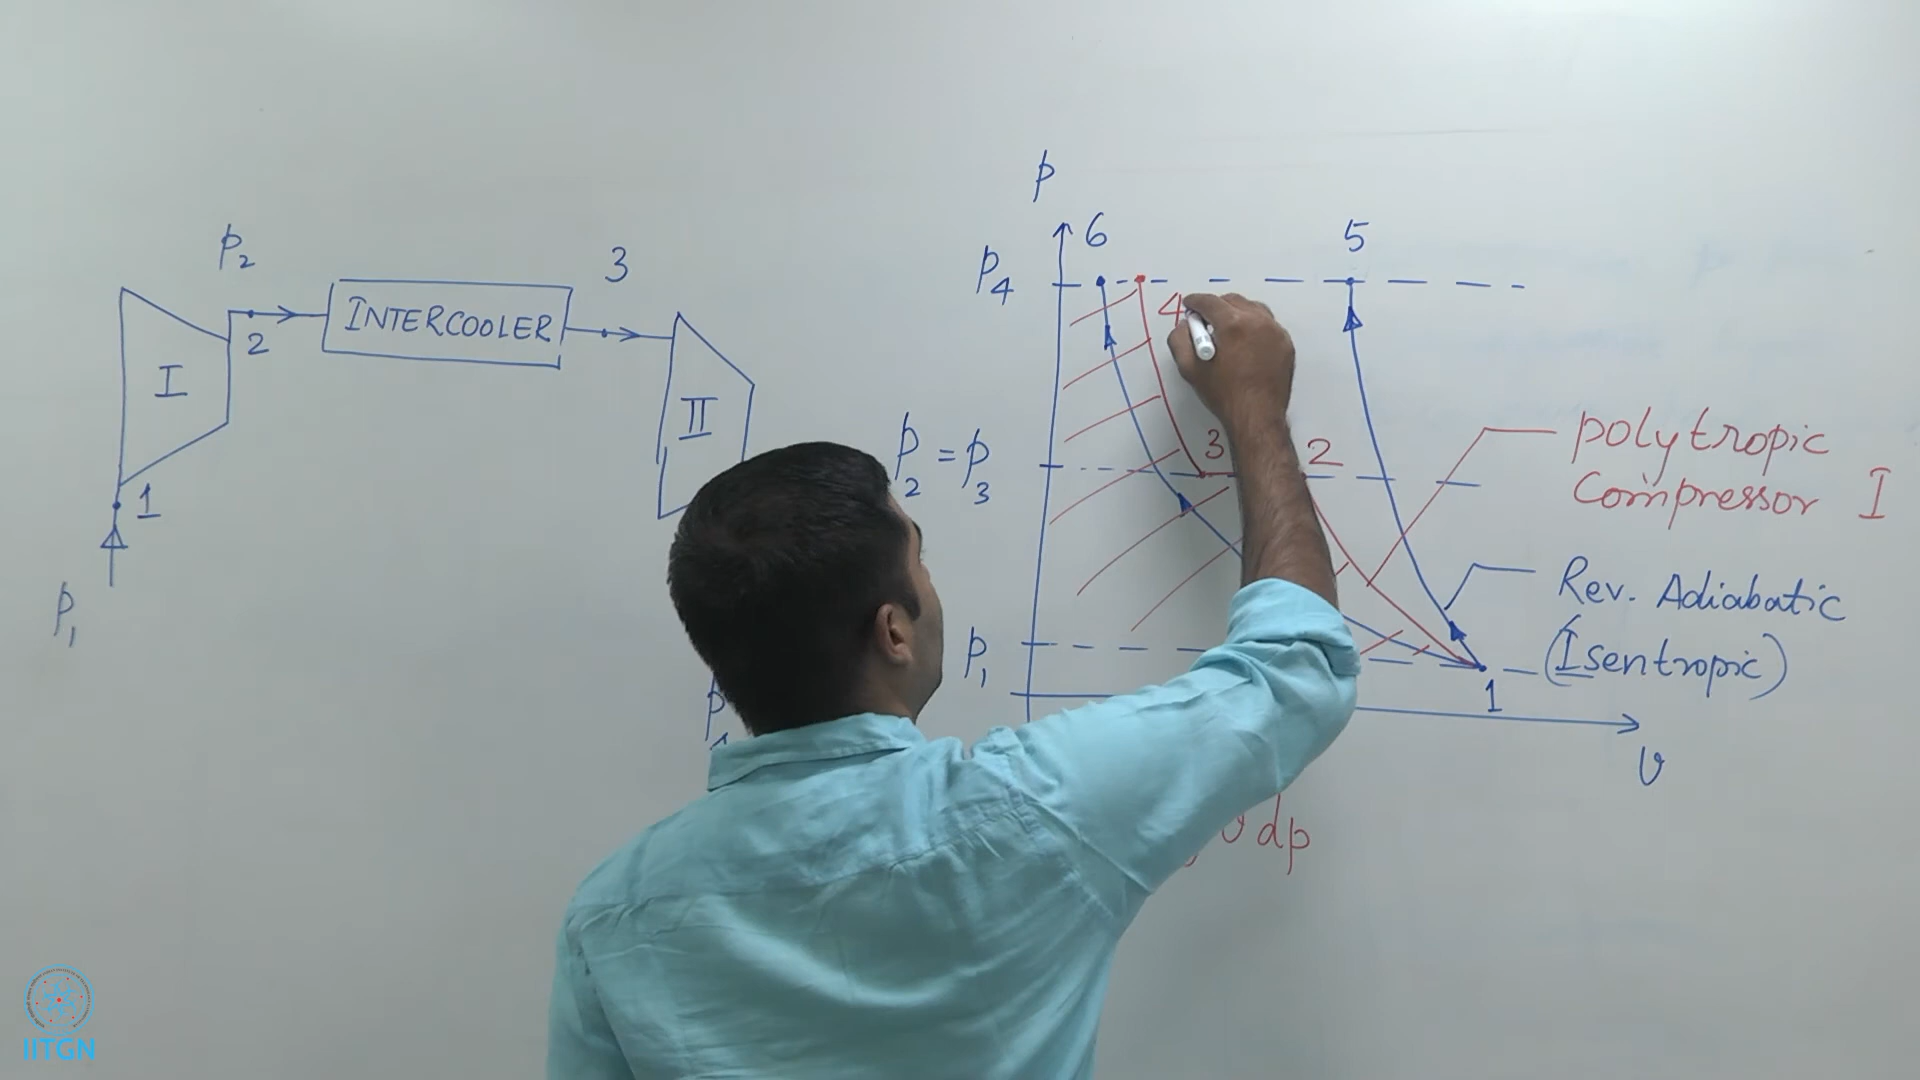 p₂
3
INTERCOOLER
2
I
1
p₁
II
p
p
6
5
p₄
4
p₂ = p₃
3
2
polytropic
Compressor I
Rev. Adiabatic
(Isentropic)
p₁
1
v
v dp
IITGN